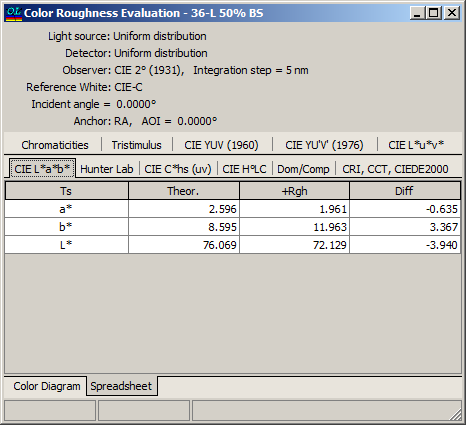 OL Color Roughness Evaluation - 36-L 50% BS
Light source: Uniform distribution
Detector: Uniform distribution
Observer: CIE 2° (1931), Integration step = 5 nm
Reference White: CIE-C
Incident angle = 0.0000°
Anchor: RA, AOI = 0.0000°
Chromaticities Tristimulus CIE YUV (1960) CIE YU'V' (1976) CIE L*u*v*
CIE L*a*b* Hunter Lab CIE C*hs (uv) CIE H°LC Dom/Comp CRI, CCT, CIEDE2000
Ts Theor. +Rgh Diff
a* 2.596 1.961 -0.635
b* 8.595 11.963 3.367
L* 76.069 72.129 -3.940
Color Diagram Spreadsheet